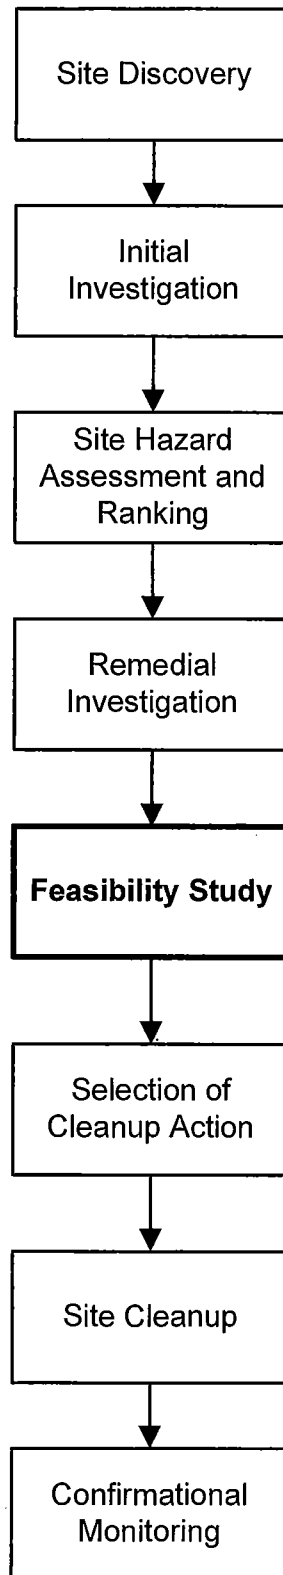 Site Discovery
Initial
Investigation
Site Hazard
Assessment and
Ranking
Remedial
Investigation
Feasibility Study
Selection of
Cleanup Action
Site Cleanup
Confirmational
Monitoring